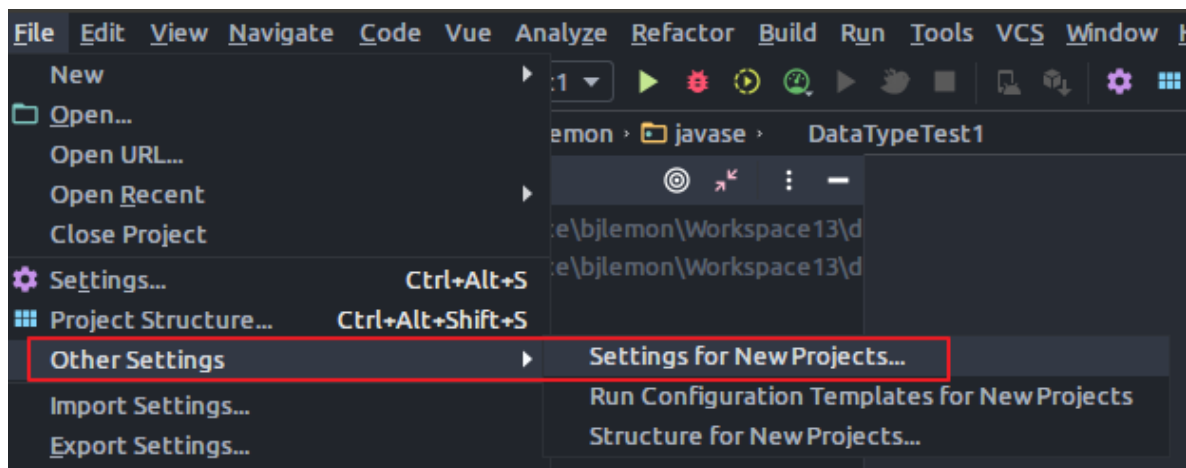 File Edit View Navigate Code Vue Analyze Refactor Build Run Tools VCS Window
New :1
Open... emon › javase › DataTypeTest1
Open URL...
Open Recent
Close Project :e\bjlemon\Workspace13\d
Settings... Ctrl+Alt+S :e\bjlemon\Workspace13\d
Project Structure... Ctrl+Alt+Shift+S
Other Settings Settings for New Projects...
Import Settings... Run Configuration Templates for New Projects
Export Settings... Structure for New Projects...